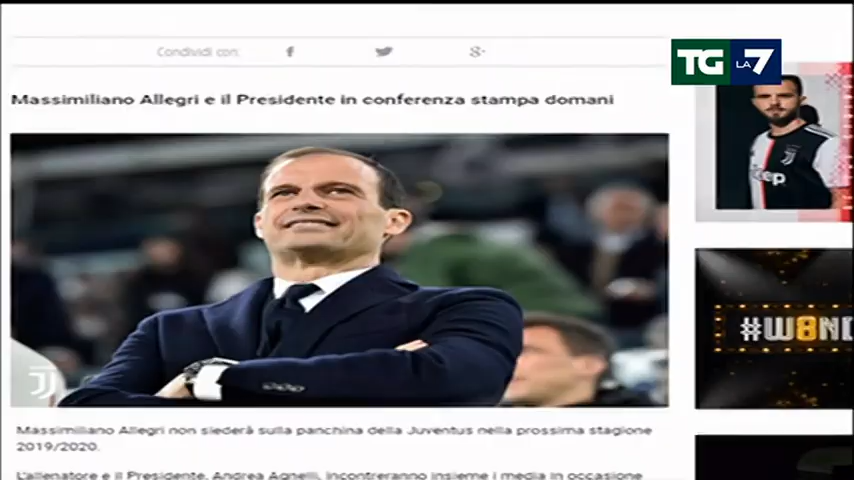 Condividi con:
TG LA7
Massimiliano Allegri e il Presidente in conferenza stampa domani
Jeep
#W8ND
Massimiliano Allegri non siederà sulla panchina della Juventus nella prossima stagione
2019/2020.
L'allenatore e il Presidente, Andrea Agnelli, incontreranno insieme i media in occasione